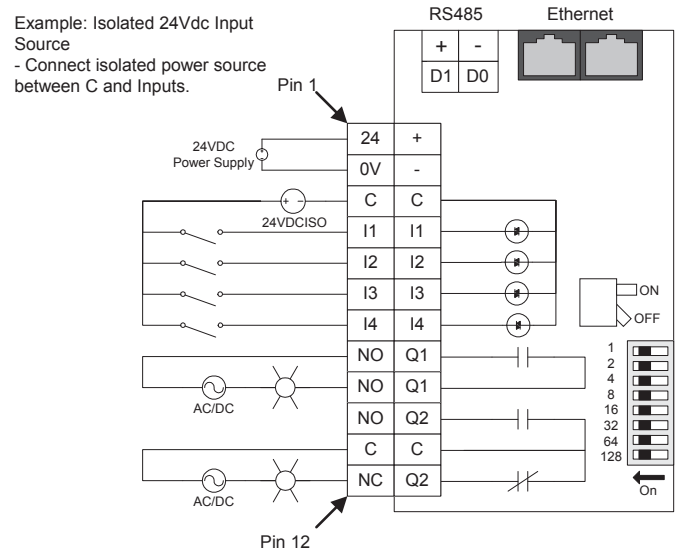 Example: Isolated 24Vdc Input
Source
- Connect isolated power source
between C and Inputs.
RS485 Ethernet
+ -
D1 D0
Pin 1
24VDC
Power Supply
24 +
0V -
C C
24VDCISO
I1 I1
I2 I2
I3 I3
I4 I4
NO Q1
NO Q1
AC/DC
NO Q2
C C
NC Q2
AC/DC
Pin 12
ON
OFF
1
2
4
8
16
32
64
128
On